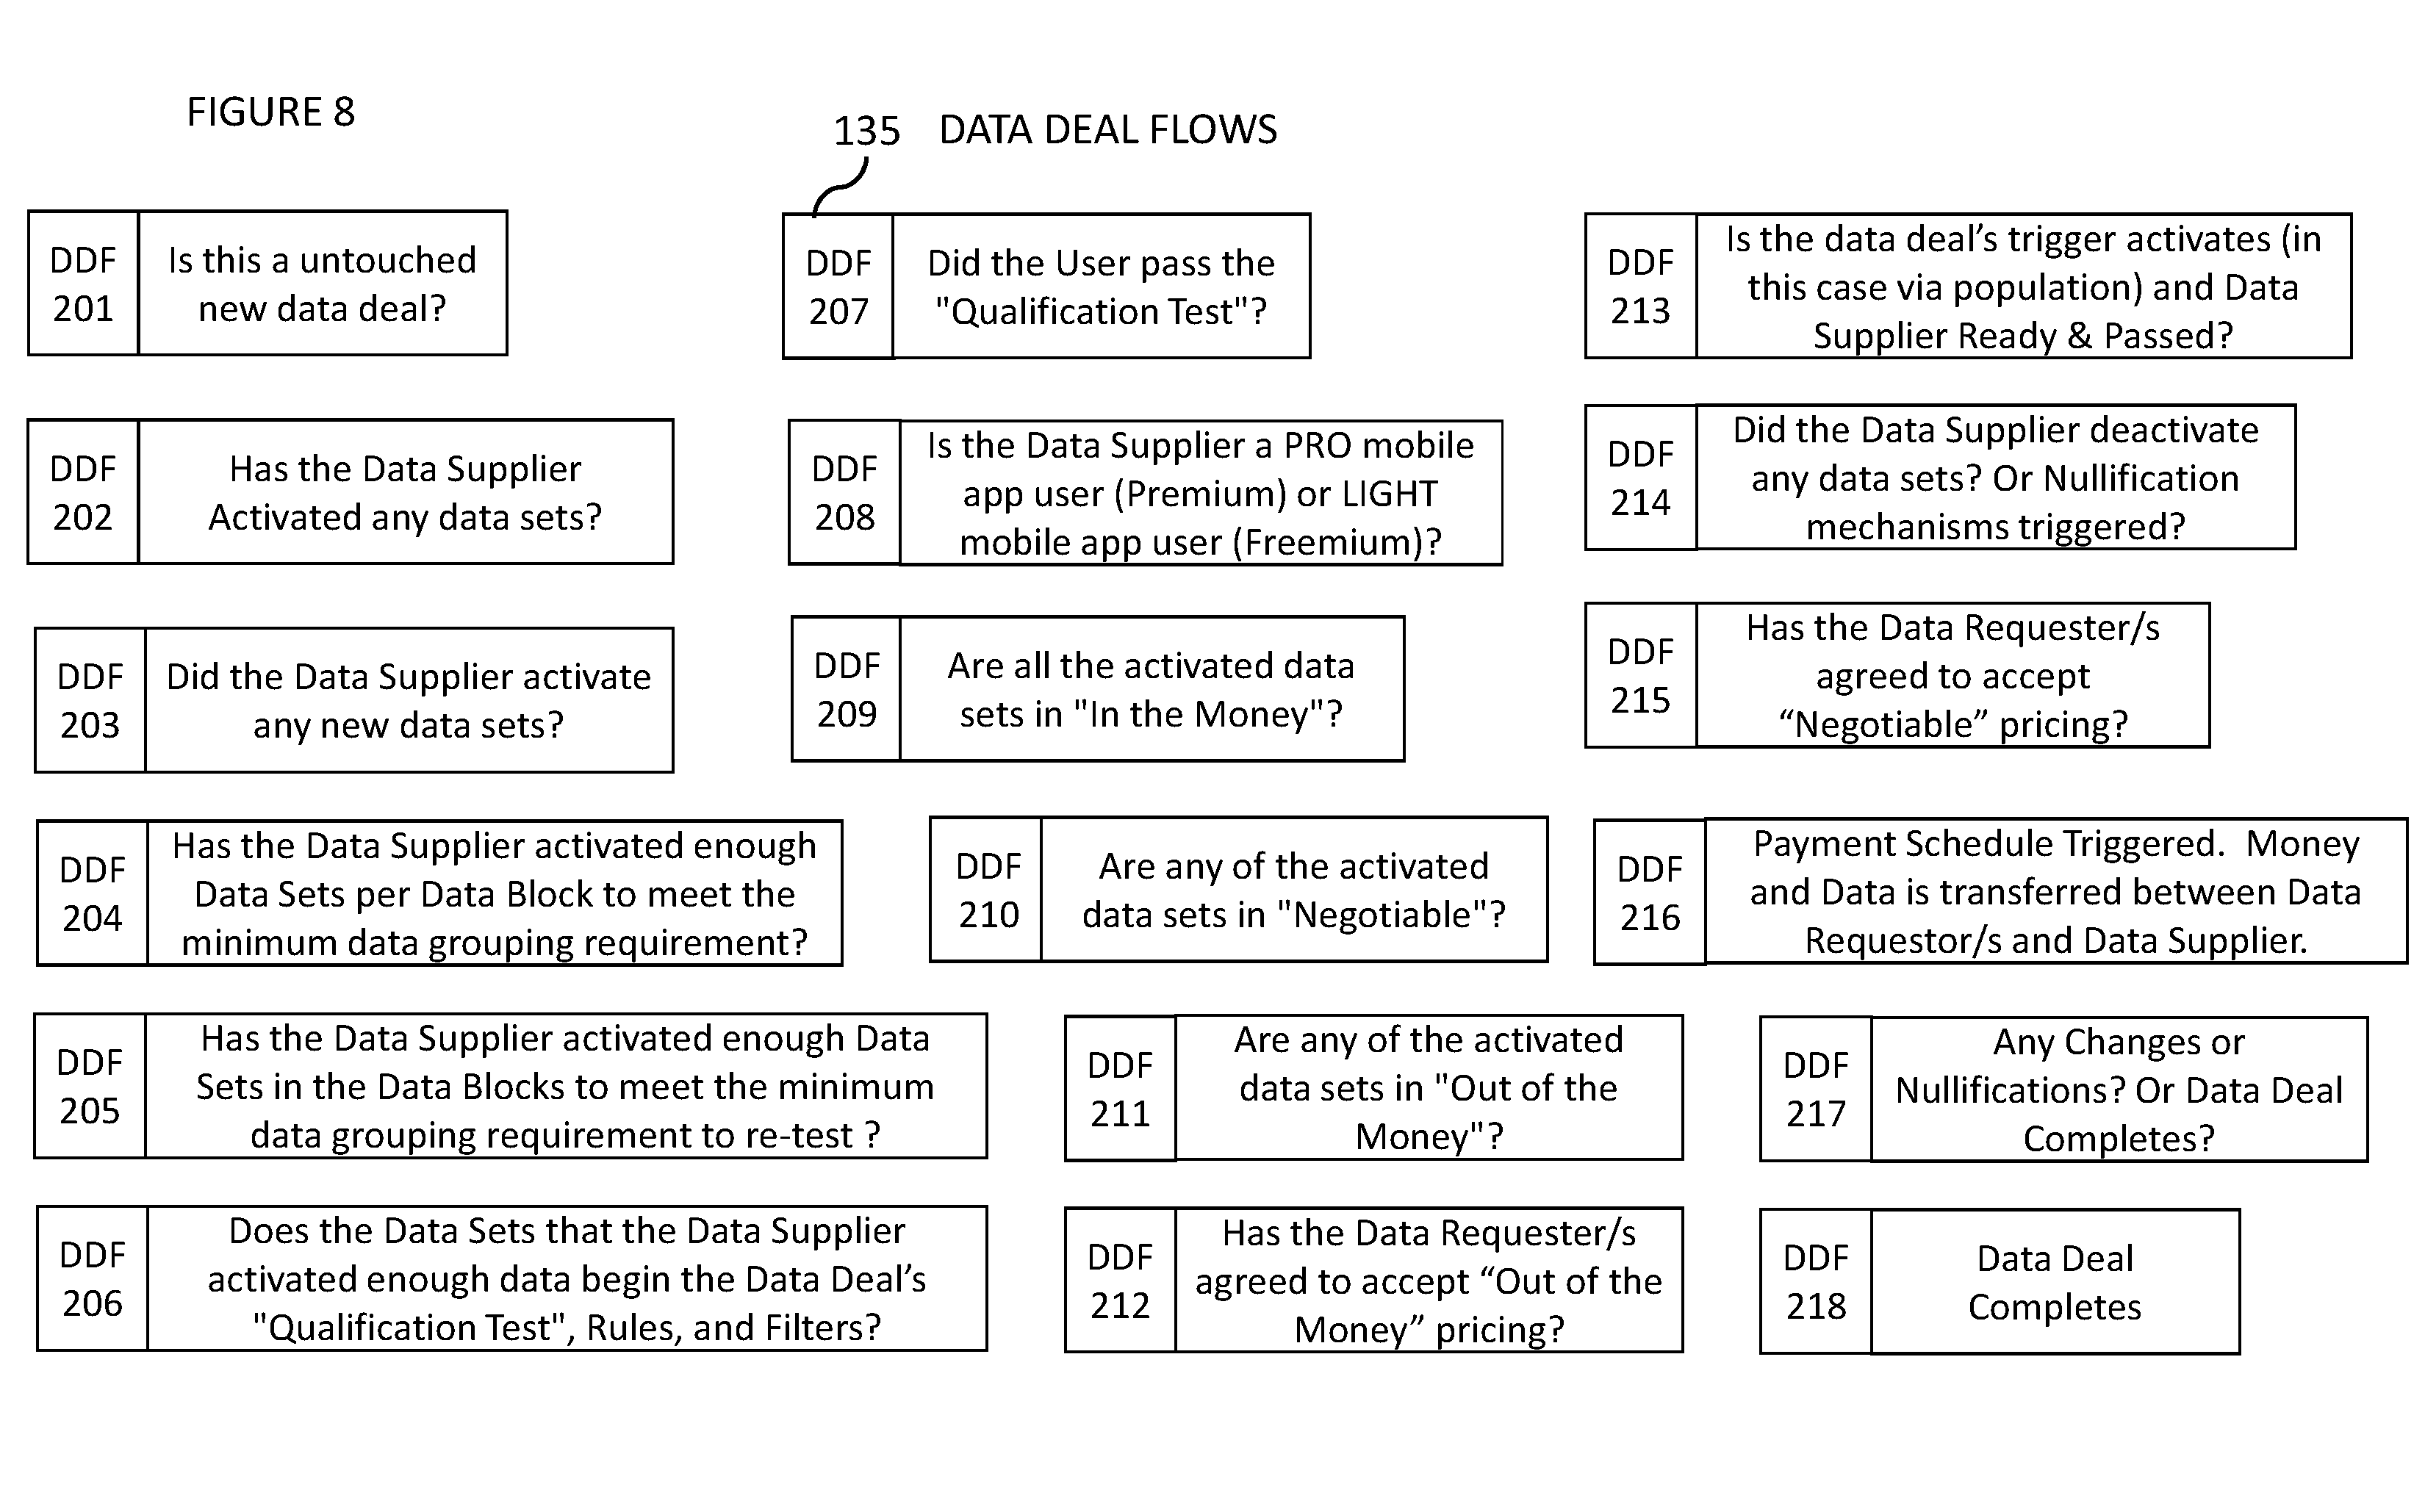 FIGURE 8
135 DATA DEAL FLOWS
DDF
201
Is this a untouched
new data deal?
DDF
202
Has the Data Supplier
Activated any data sets?
DDF
203
Did the Data Supplier activate
any new data sets?
DDF
204
Has the Data Supplier activated enough
Data Sets per Data Block to meet the
minimum data grouping requirement?
DDF
205
Has the Data Supplier activated enough Data
Sets in the Data Blocks to meet the minimum
data grouping requirement to re-test ?
DDF
206
Does the Data Sets that the Data Supplier
activated enough data begin the Data Deal’s
"Qualification Test", Rules, and Filters?
DDF
207
Did the User pass the
"Qualification Test"?
DDF
208
Is the Data Supplier a PRO mobile
app user (Premium) or LIGHT
mobile app user (Freemium)?
DDF
209
Are all the activated data
sets in "In the Money"?
DDF
210
Are any of the activated
data sets in "Negotiable"?
DDF
211
Are any of the activated
data sets in "Out of the
Money"?
DDF
212
Has the Data Requester/s
agreed to accept “Out of the
Money” pricing?
DDF
213
Is the data deal’s trigger activates (in
this case via population) and Data
Supplier Ready & Passed?
DDF
214
Did the Data Supplier deactivate
any data sets? Or Nullification
mechanisms triggered?
DDF
215
Has the Data Requester/s
agreed to accept
“Negotiable” pricing?
DDF
216
Payment Schedule Triggered.  Money
and Data is transferred between Data
Requestor/s and Data Supplier.
DDF
217
Any Changes or
Nullifications? Or Data Deal
Completes?
DDF
218
Data Deal
Completes